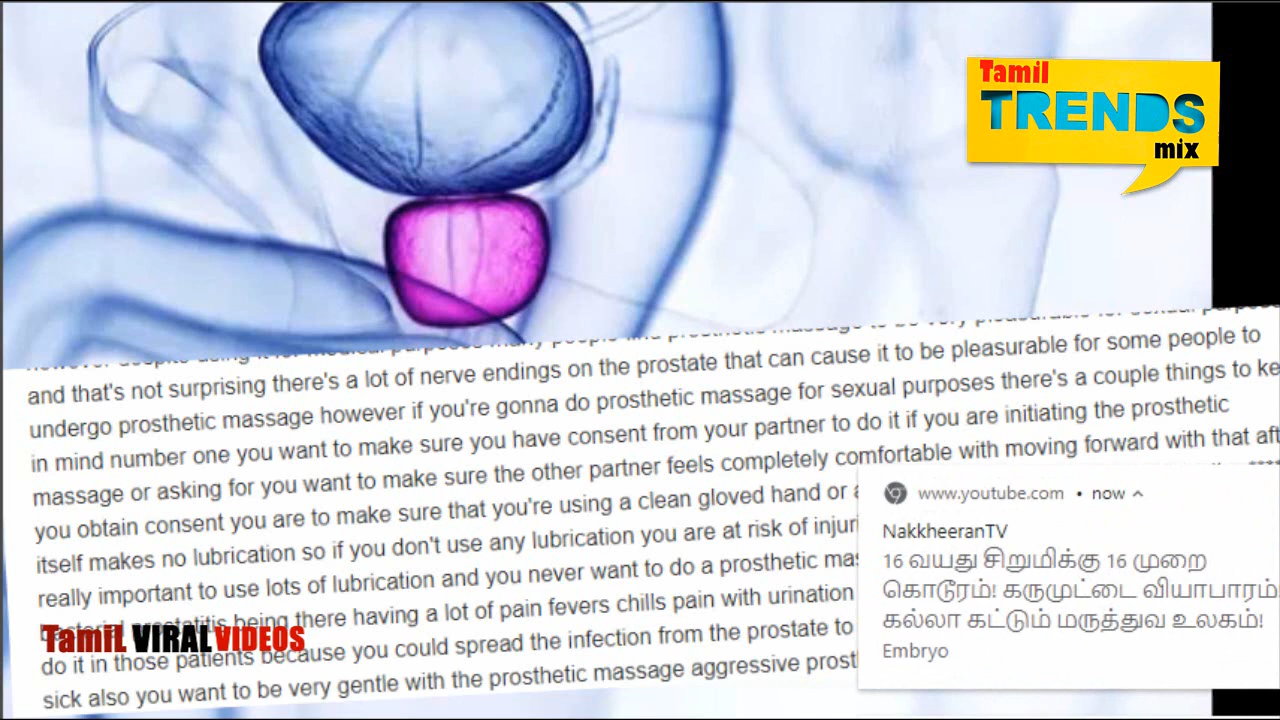 Tamil
TRENDS
mix
and that's not surprising there's a lot of nerve endings on the prostate that can cause it to be pleasurable for some people to
undergo prosthetic massage however if you're gonna do prosthetic massage for sexual purposes there's a couple things to ke
in mind number one you want to make sure you have consent from your partner to do it if you are initiating the prosthetic
massage or asking for you want to make sure the other partner feels completely comfortable with moving forward with that aft
you obtain consent you are to make sure that you're using a clean gloved hand or a
itself makes no lubrication so if you don't use any lubrication you are at risk of injuri
really important to use lots of lubrication and you never want to do a prosthetic mas
bacterial prostatitis being there having a lot of pain fevers chills pain with urination
do it in those patients because you could spread the infection from the prostate to
sick also you want to be very gentle with the prosthetic massage aggressive prost
www.youtube.com • now
NakkheeranTV
16 வயது சிறுமிக்கு 16 முறை
கொடூரம்! கருமுட்டை வியாபாரம்!
கல்லா கட்டும் மருத்துவ உலகம்!
Embryo
TamiL VIRAL VIDEOS